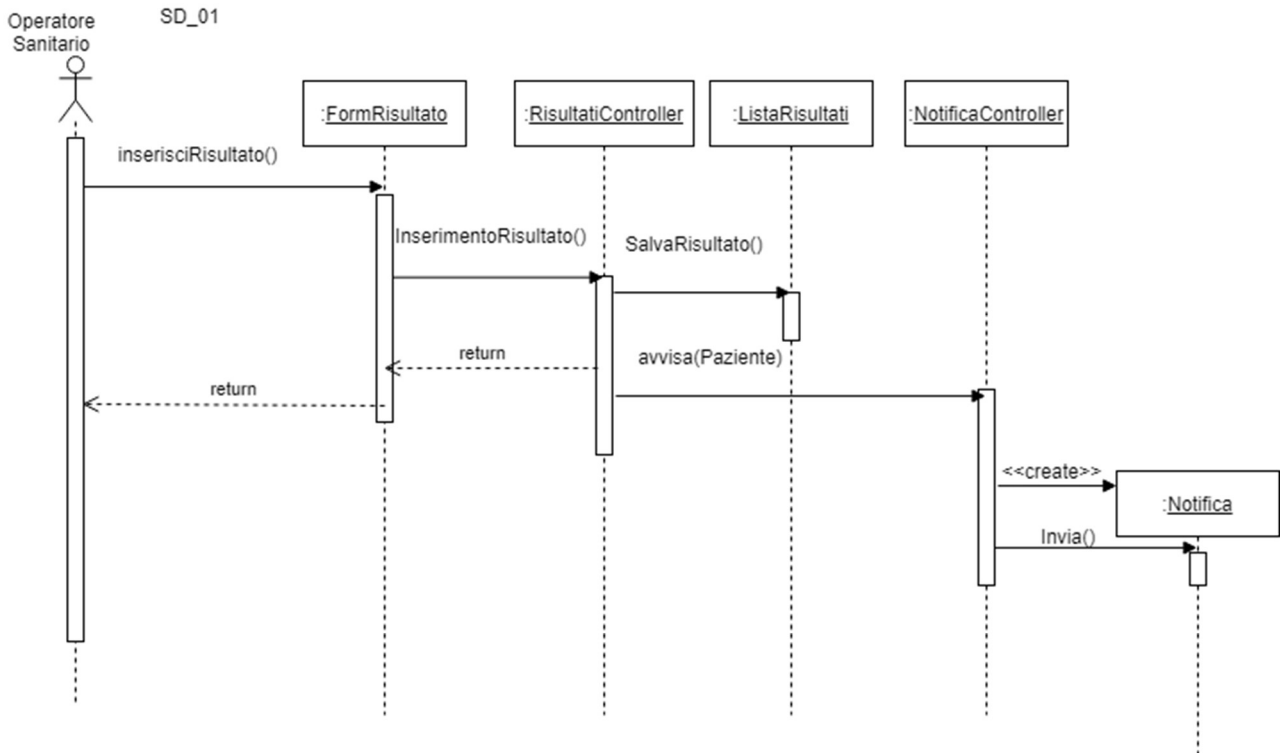 SD_01
Operatore
Sanitario
:FormRisultato
:RisultatiController
:ListaRisultati
:NotificaController
inserisciRisultato()
InserimentoRisultato()
SalvaRisultato()
return
avvisa(Paziente)
return
<<create>>
:Notifica
Invia()